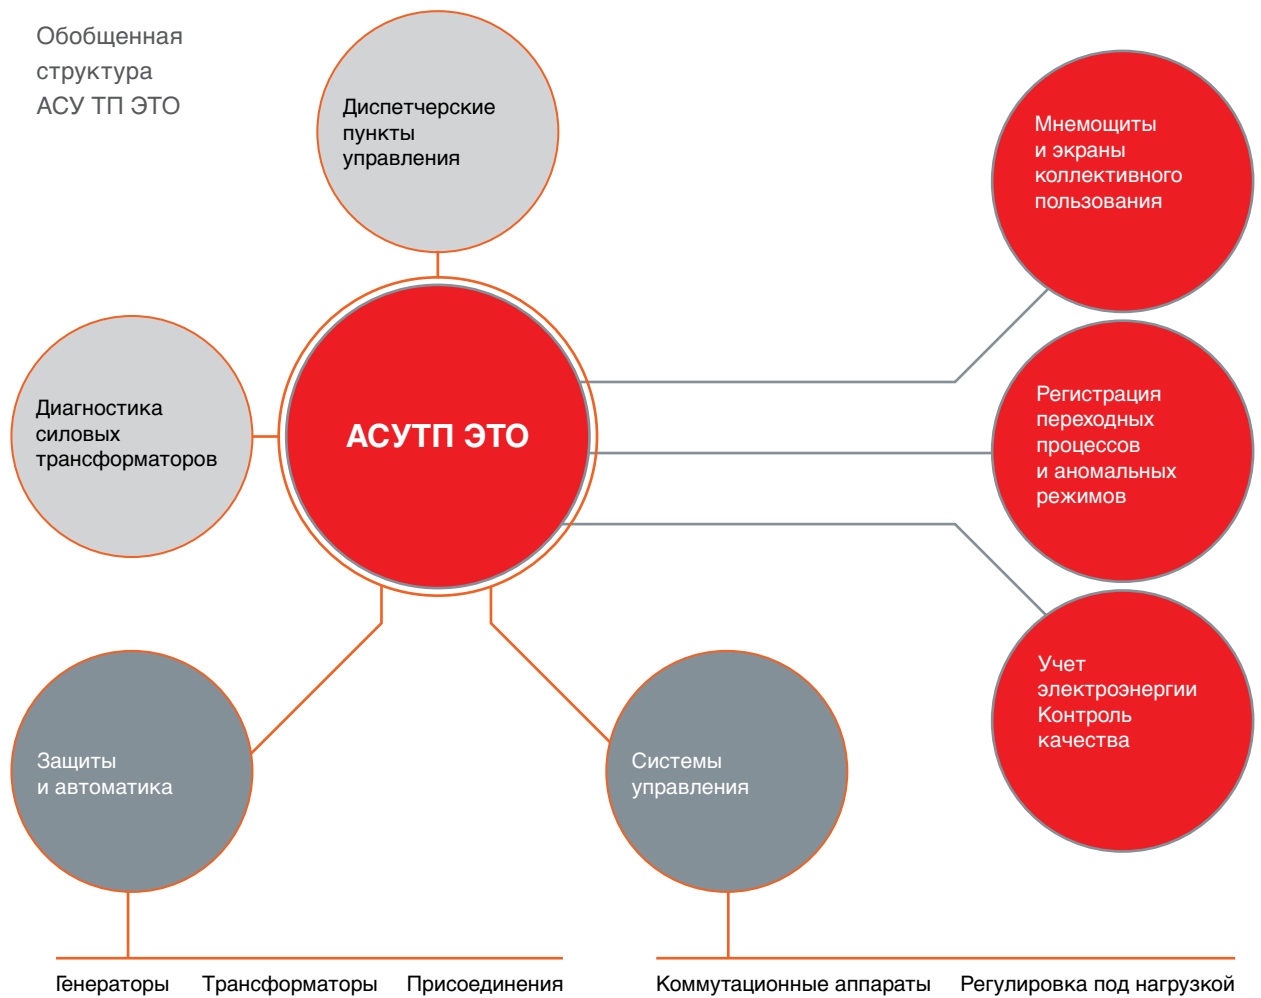 Обобщенная
структура
АСУ ТП ЭТО
Диспетчерские
пункты
управления
Мнемощиты
и экраны
коллективного
пользования
Диагностика
силовых
трансформаторов
АСУТП ЭТО
Регистрация
переходных
процессов
и аномальных
режимов
Учет
электроэнергии
Контроль
качества
Защиты
и автоматика
Системы
управления
Генераторы Трансформаторы Присоединения
Коммутационные аппараты Регулировка под нагрузкой